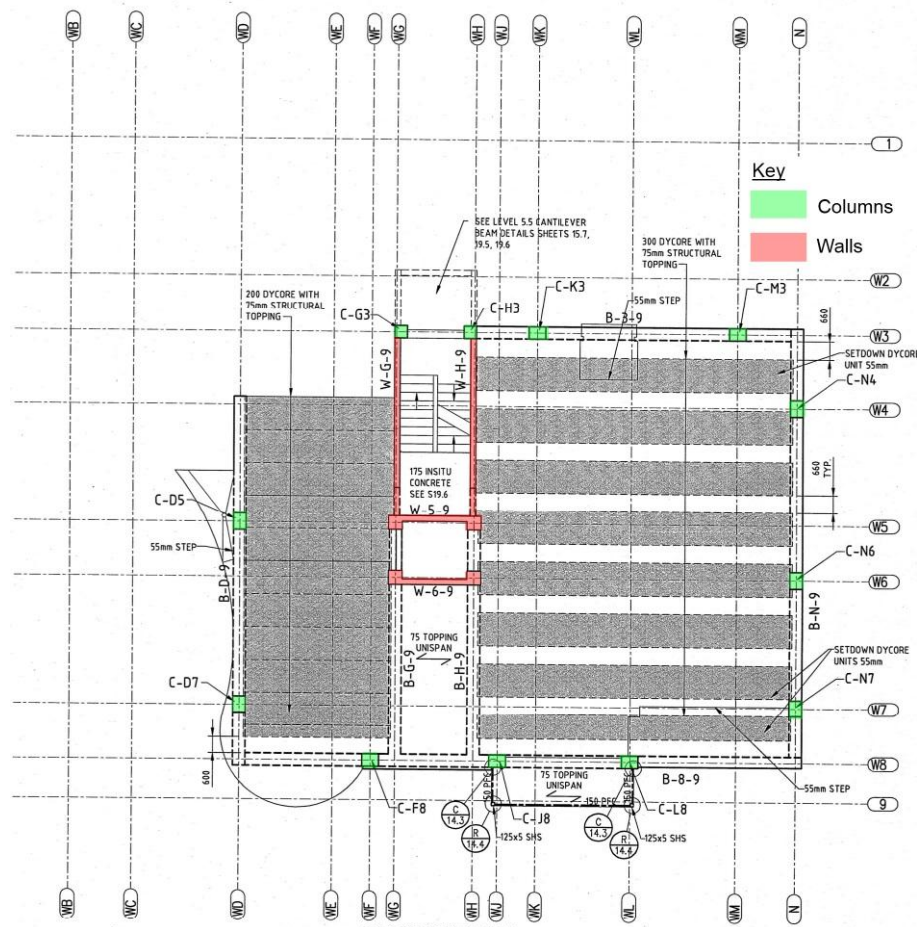 WB
WC
WD
WE
WF
WG
WH
WJ
WK
WL
WM
N
1
Key
Columns
Walls
SEE LEVEL 5.5 CANTILEVER
BEAM DETAILS SHEETS 15.7,
19.5, 19.6
300 DYCORE WITH
75mm STRUCTURAL
TOPPING
W2
200 DYCORE WITH
75mm STRUCTURAL
TOPPING
C-G3
C-H3
C-K3
55mm STEP
B-3-9
C-M3
660
W3
W-G-9
W-H-9
SETDOWN DYCORE
UNIT 55mm
C-N4
W4
660
TYP.
175 INSITU
CONCRETE
SEE S19.6
W-5-9
C-D5
W5
55mm STEP
B-D-9
W-6-9
C-N6
W6
B-N-9
75 TOPPING
UNISPAN
B-G-9
B-H-9
SETDOWN DYCORE
UNITS 55mm
C-D7
C-N7
W7
600
W8
75 TOPPING
UNISPAN
B-8-9
150 PFC
150 PFC
150 PFC
55mm STEP
9
C-F8
C-J8
C-L8
C
14.3
R
14.4
125x5 SHS
C
14.3
R
14.4
125x5 SHS
WB
WC
WD
WE
WF
WG
WH
WJ
WK
WL
WM
N